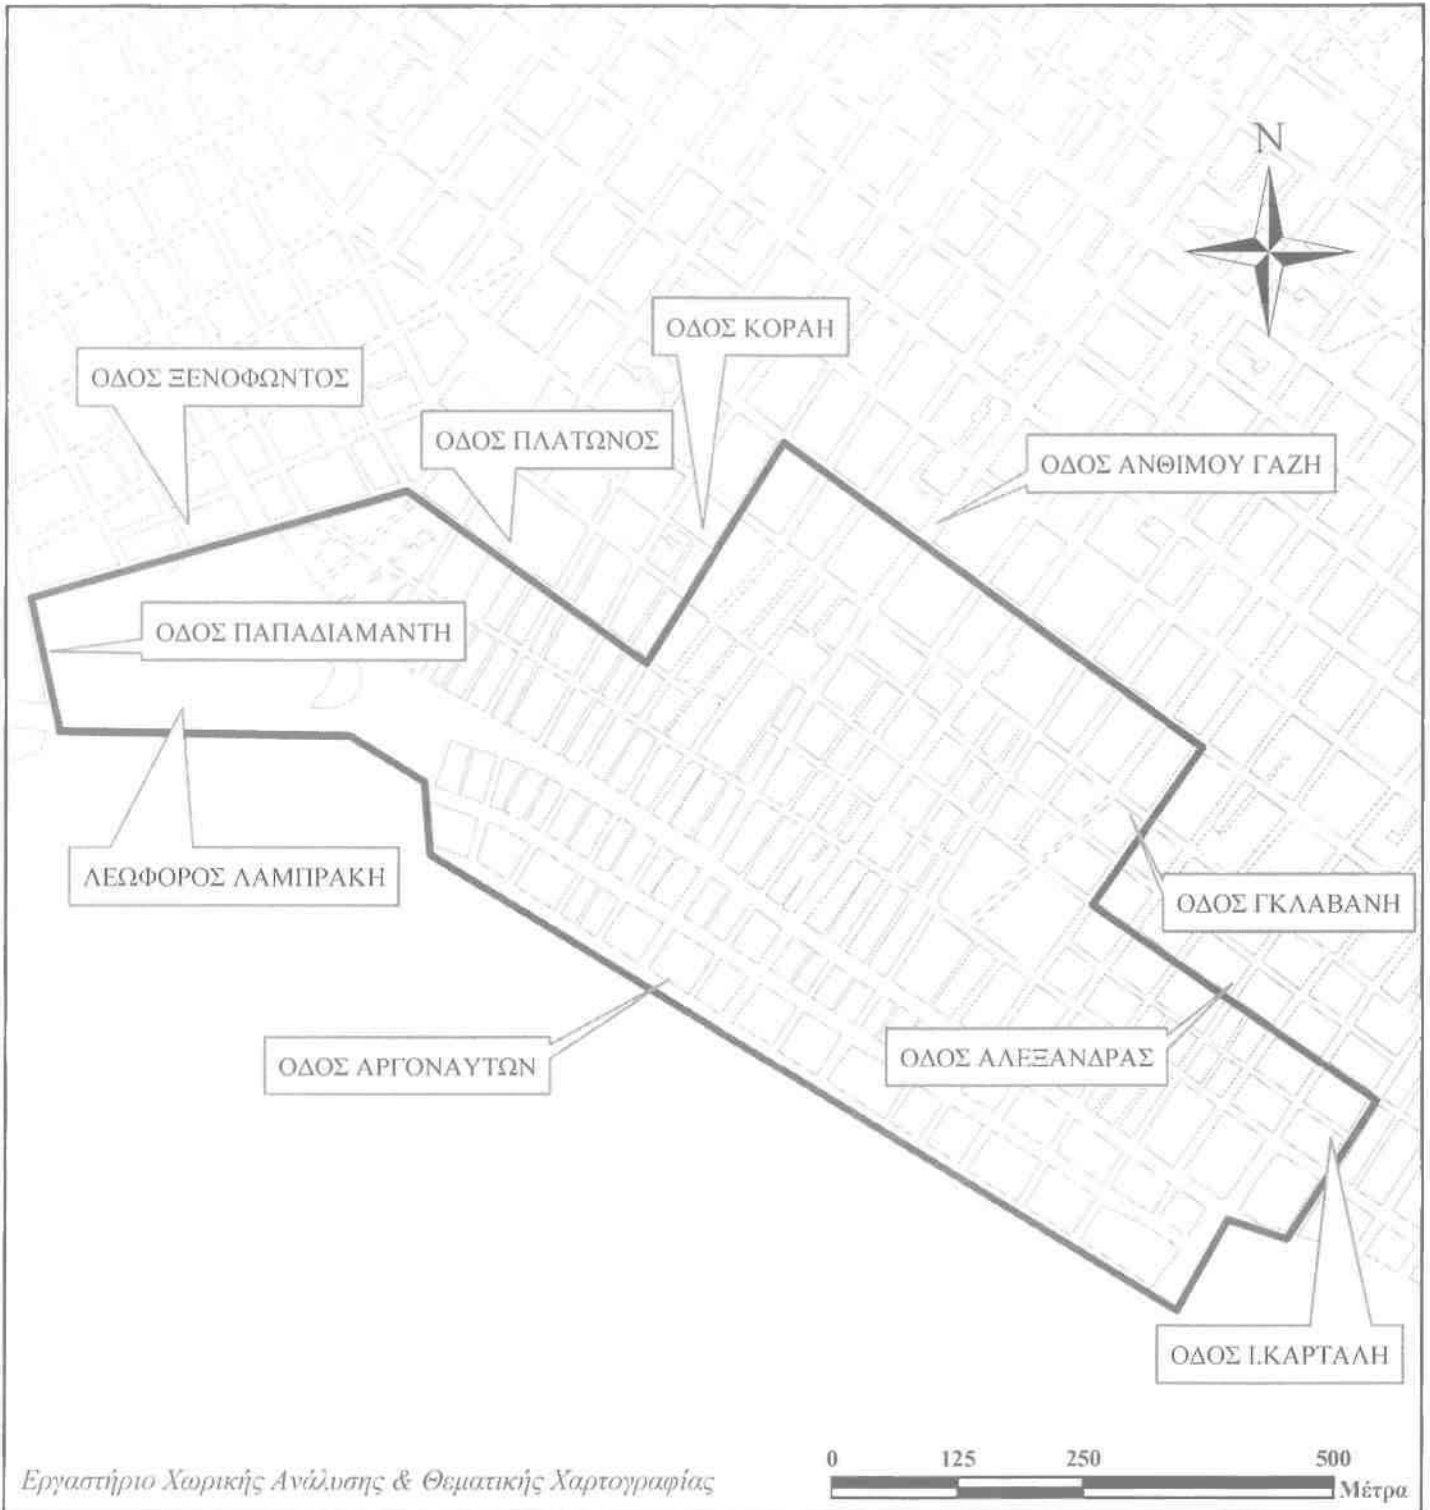 N
ΟΔΟΣ ΚΟΡΑΗ
ΟΔΟΣ ΞΕΝΟΦΩΝΤΟΣ
ΟΔΟΣ ΠΛΑΤΩΝΟΣ
ΟΔΟΣ ΑΝΘΙΜΟΥ ΓΑΖΗ
ΟΔΟΣ ΠΑΠΑΔΙΑΜΑΝΤΗ
ΛΕΩΦΟΡΟΣ ΛΑΜΠΡΑΚΗ
ΟΔΟΣ ΓΚΛΑΒΑΝΗ
ΟΔΟΣ ΑΡΓΟΝΑΥΤΩΝ
ΟΔΟΣ ΑΛΕΞΑΝΔΡΑΣ
ΟΔΟΣ Ι.ΚΑΡΤΑΛΗ
0 125 250 500
Μέτρα
Εργαστήριο Χωρικής Ανάλυσης & Θεματικής Χαρτογραφίας